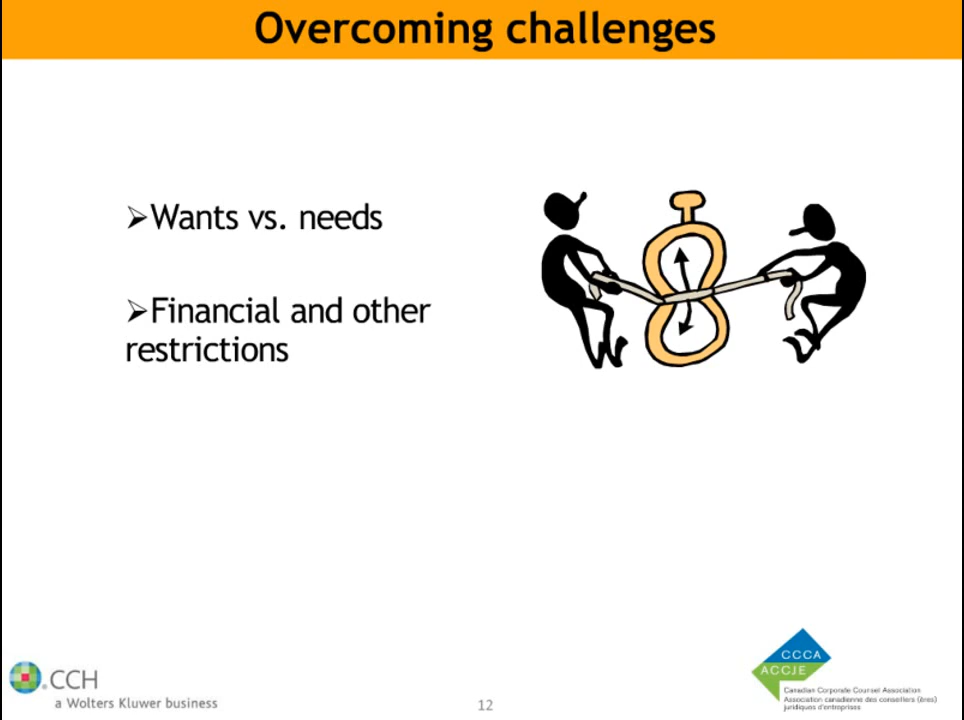 Overcoming challenges
➢Wants vs. needs
➢Financial and other
restrictions
CCH
a Wolters Kluwer business
12
CCCA
ACCJE
Canadian Corporate Counsel Association
Association canadienne des conseillers (ères)
juridiques d'entreprises